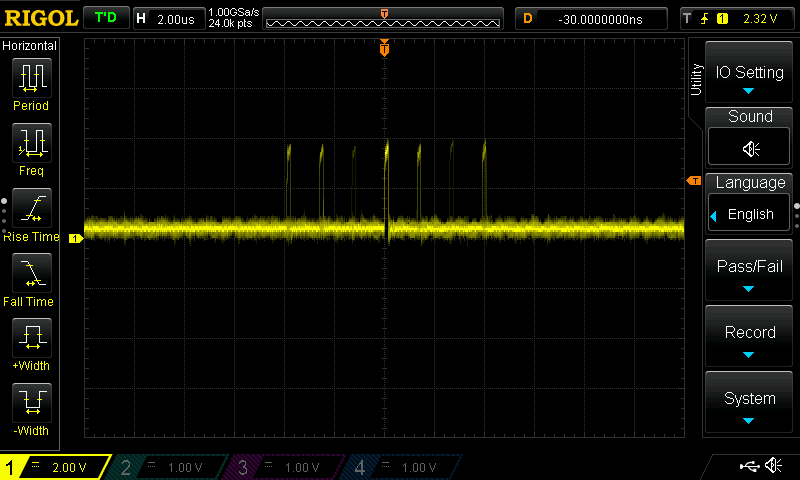 RIGOL T'D H 2.00us 1.00GSa/s 24.0k pts T D -30.0000000ns T 1 2.32 V
Horizontal
Period
Freq
Rise Time
Fall Time
+Width
-Width
T
T
1
Utility
IO Setting
Sound
Language
English
Pass/Fail
Record
System
1 = 2.00 V 2 = 1.00 V 3 = 1.00 V 4 = 1.00 V